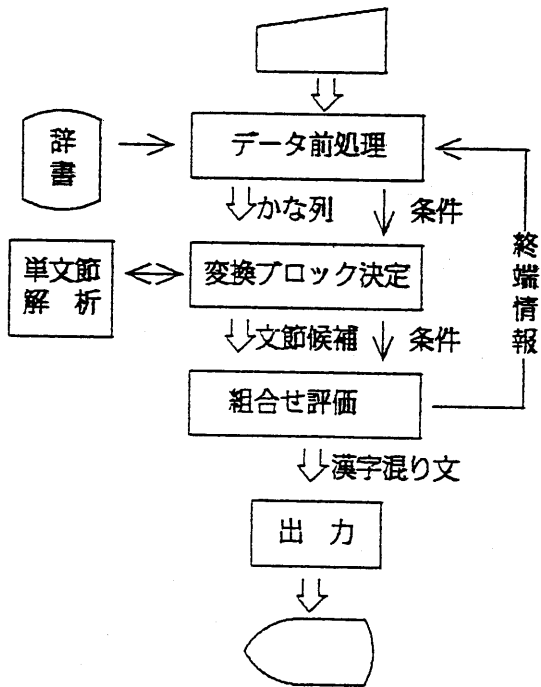 辞書
データ前処理
かな列
条件
単文節
解析
変換ブロック決定
終端情報
文節候補
条件
組合せ評価
漢字混り文
出力